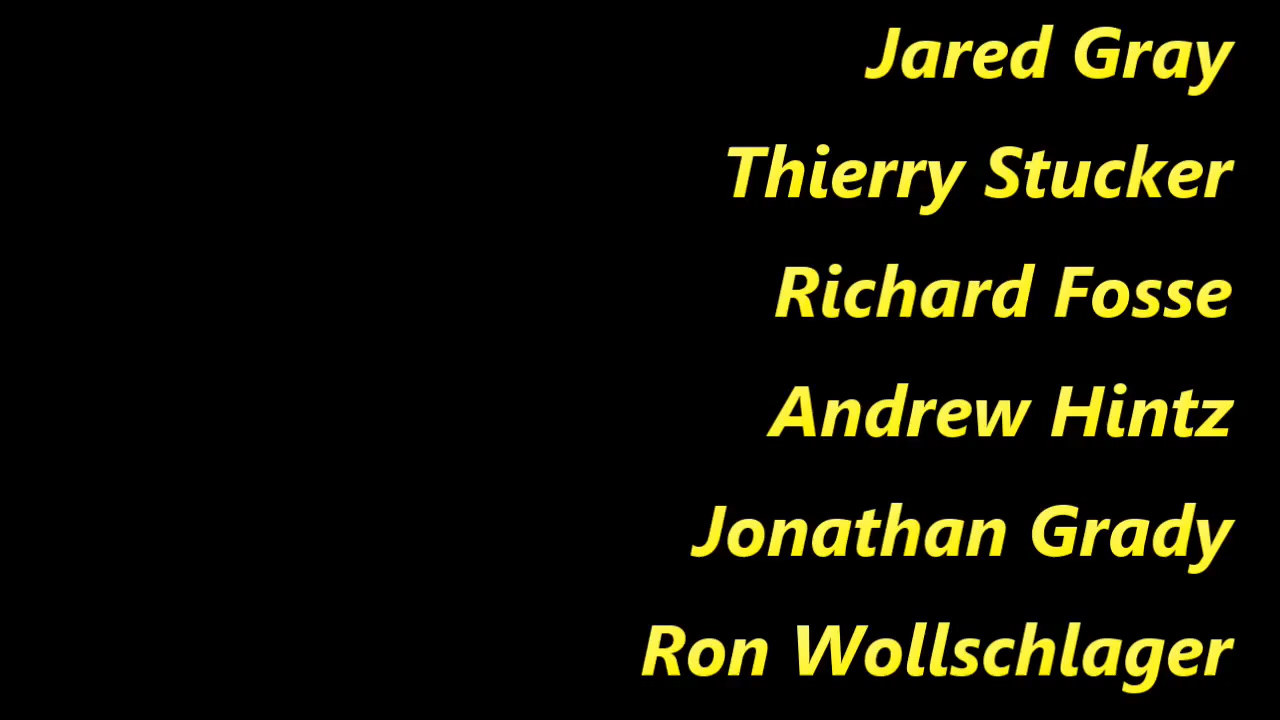 Jared Gray
Thierry Stucker
Richard Fosse
Andrew Hintz
Jonathan Grady
Ron Wollschlager